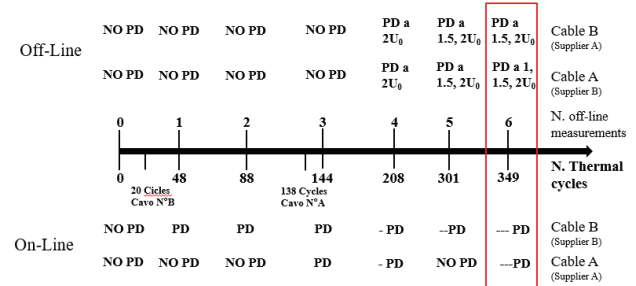 PD a PD a PD a Cable B
NO PD NO PD NO PD NO PD 2U₀ 1.5, 2U₀ 1.5, 2U₀ (Supplier A)
Off-Line
NO PD NO PD NO PD NO PD PD a PD a PD a 1, Cable A
2U₀ 1.5, 2U₀ 1.5, 2U₀ (Supplier B)
0 1 2 3 4 5 6 N. off-line
measurements
N. Thermal
0 48 88 144 208 301 349 cycles
20 Cicles 138 Cycles
Cavo N°B Cavo N°A
NO PD PD PD PD - PD --PD --- PD Cable B
(Supplier B)
On-Line
NO PD NO PD NO PD PD - PD NO PD ---PD Cable A
(Supplier A)